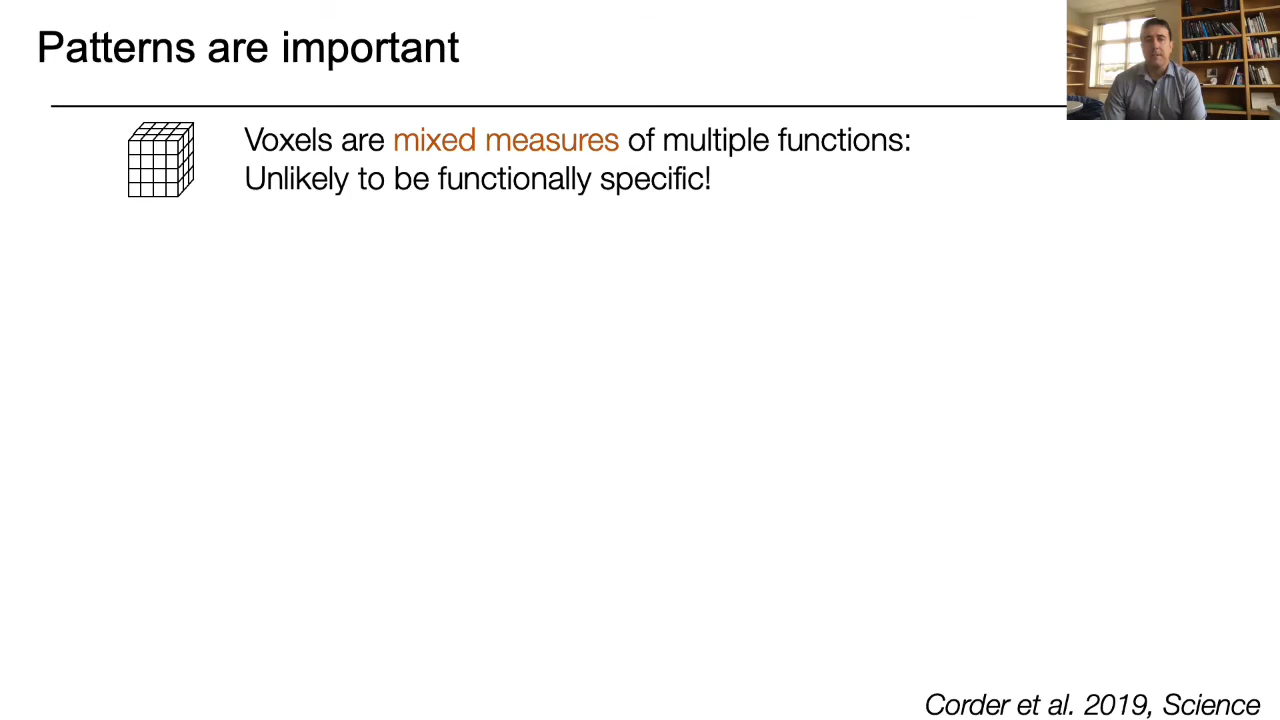 Patterns are important
Voxels are mixed measures of multiple functions:
Unlikely to be functionally specific!
Corder et al. 2019, Science